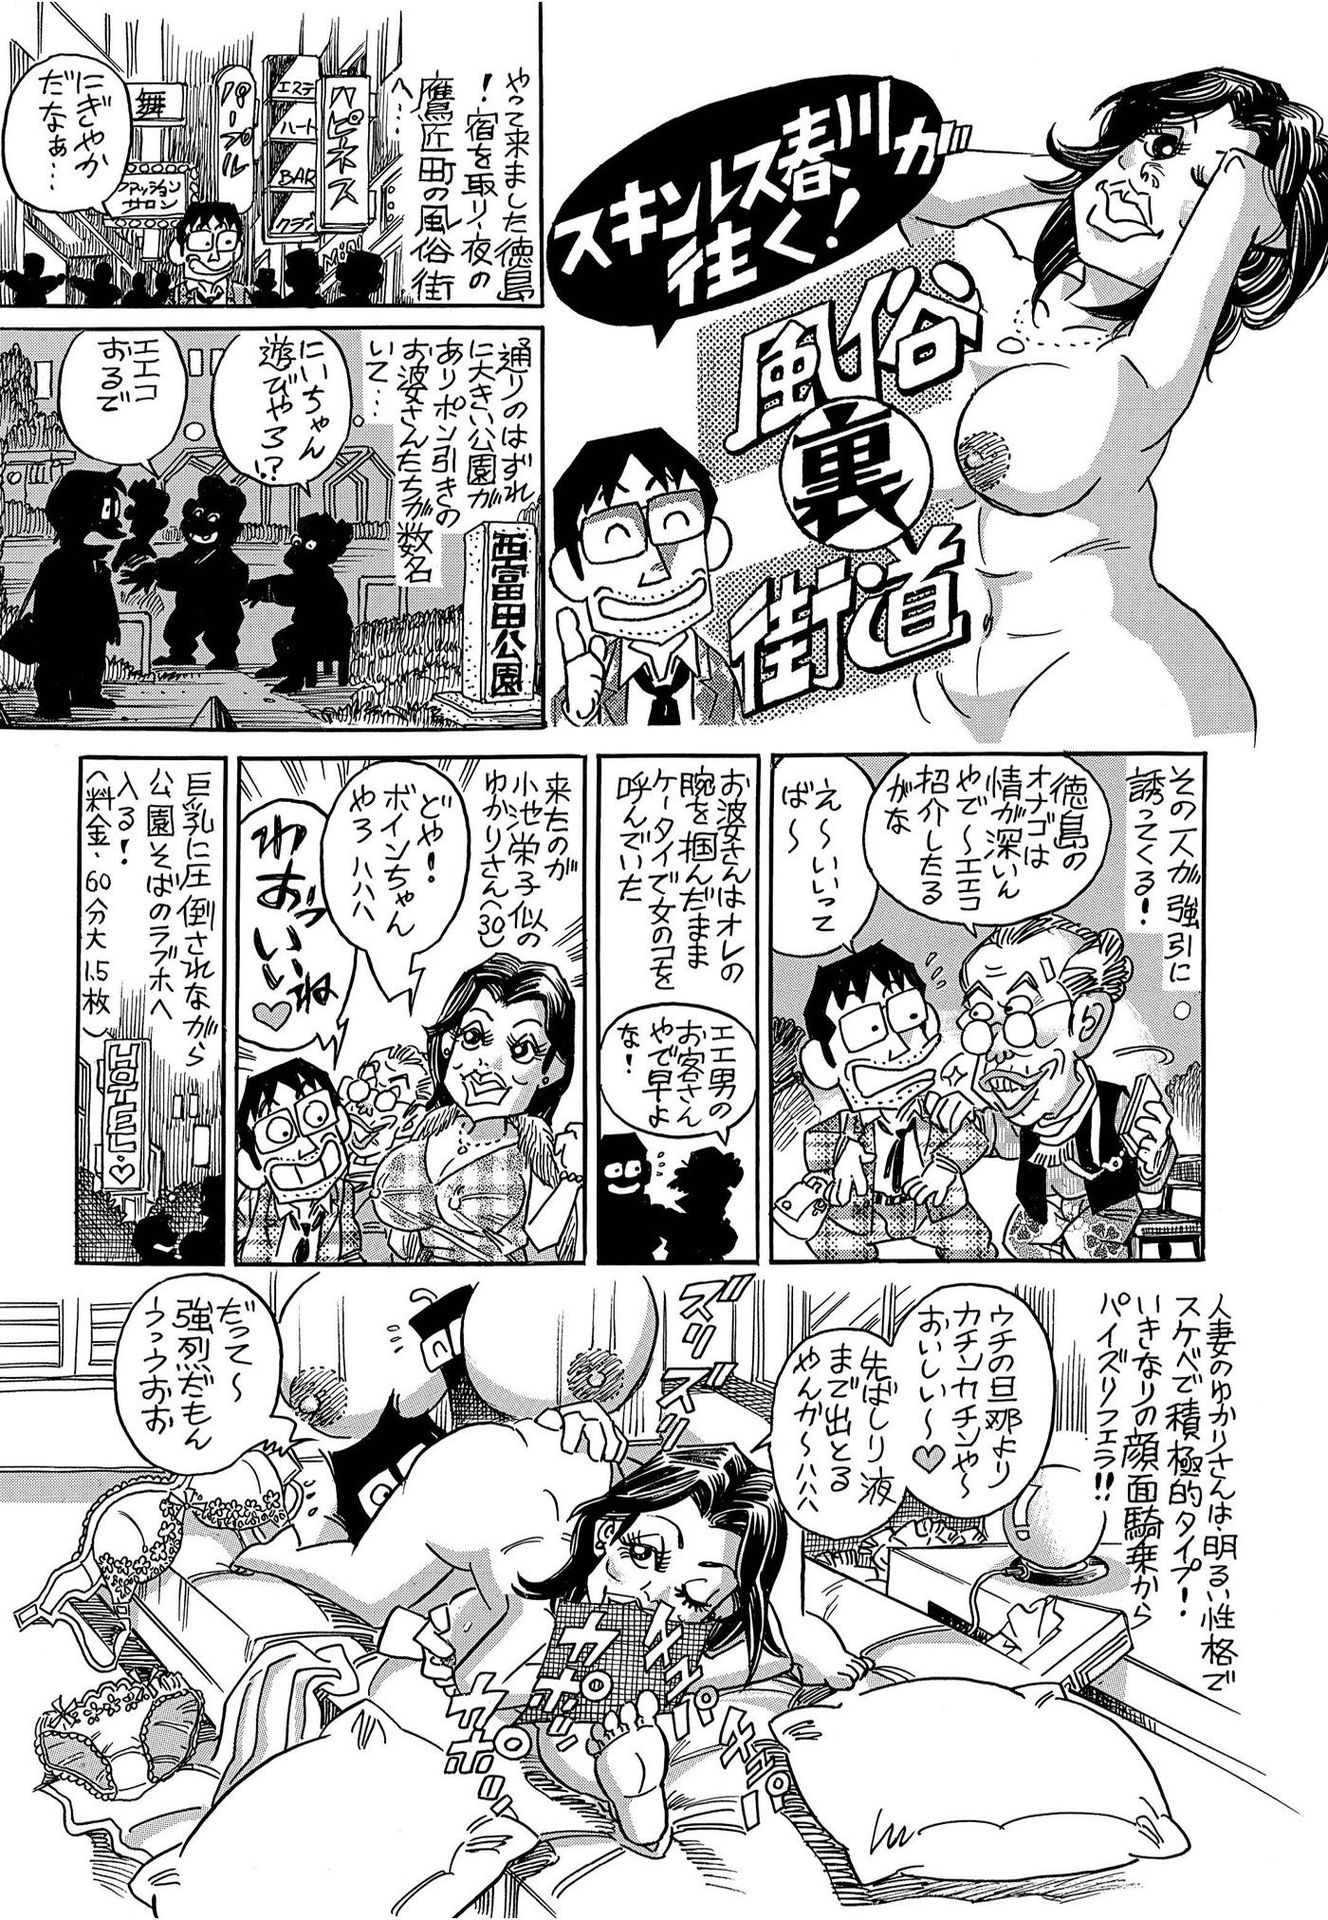 スキンレス春川が
往く!
風俗
裏
街道
やって来ました徳島
!宿を取り、夜の
鷹匠町の風俗街
へ…
にぎやか
だなぁ…
舞
ファッション
サロン
パープル
エステ
ハート
BAR
クラブ
カピネス
通りのはずれ
に大きい公園が
ありポン引きの
お婆さんたちが数名
いて…
にいちゃん
遊びやろ!?
エエコ
おるで
西富田公園
その一人が強引に
誘ってくる!
徳島の
オナゴは
情が深いん
やで〜エエコ
紹介したる
がな
え〜いいって
ば〜
お婆さんはオレの
腕を掴んだまま
ケータイで女のコを
呼んでいた
エエ男の
お客さん
やで早よ
な!
来たのが
小池栄子似の
ゆかりさん(30)
どや!
ボインちゃん
やろ ハハハ
わおっ
いいね
巨乳に圧倒されながら
公園そばのラブホへ
入る!
(料金、60分大1.5枚)
HOTEL
人妻のゆかりさんは、明るい性格で
スケベで積極的タイプ!
いきなりの顔面騎乗から
パイズリフェラ!!
ウチの旦那より
カチンカチンや〜
おいしい〜♥
先ばしり液
まで出とる
やんか〜ハハハ
ズリズリッ
だって〜
強烈だもん
うっウおお
カポカポ
キュパキュパ
カポカポッ